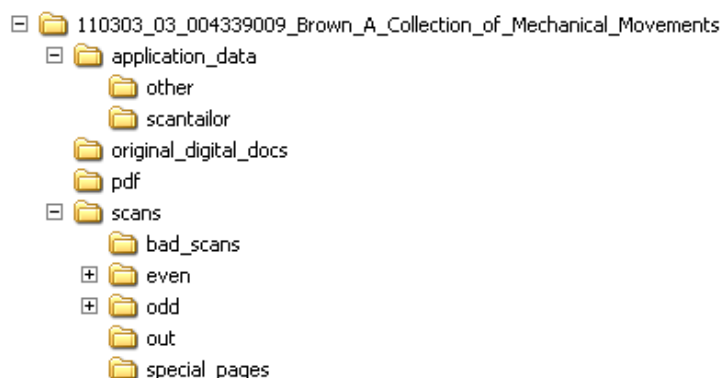 110303_03_004339009_Brown_A_Collection_of_Mechanical_Movements
application_data
other
scantailor
original_digital_docs
pdf
scans
bad_scans
even
odd
out
special_pages